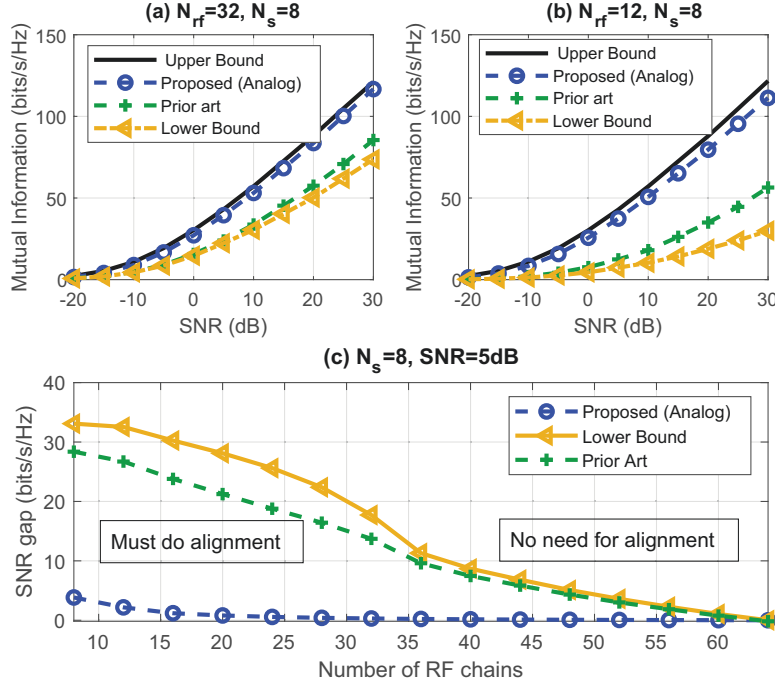 (a) N_rf=32, N_s=8
Mutual Information (bits/s/Hz)
150
100
50
0
Upper Bound
Proposed (Analog)
Prior art
Lower Bound
-20 -10 0 10 20 30
SNR (dB)
(b) N_rf=12, N_s=8
Mutual Information (bits/s/Hz)
150
100
50
0
Upper Bound
Proposed (Analog)
Prior art
Lower Bound
-20 -10 0 10 20 30
SNR (dB)
(c) N_s=8, SNR=5dB
SNR gap (bits/s/Hz)
40
30
20
10
0
Proposed (Analog)
Lower Bound
Prior Art
Must do alignment
No need for alignment
10 15 20 25 30 35 40 45 50 55 60
Number of RF chains